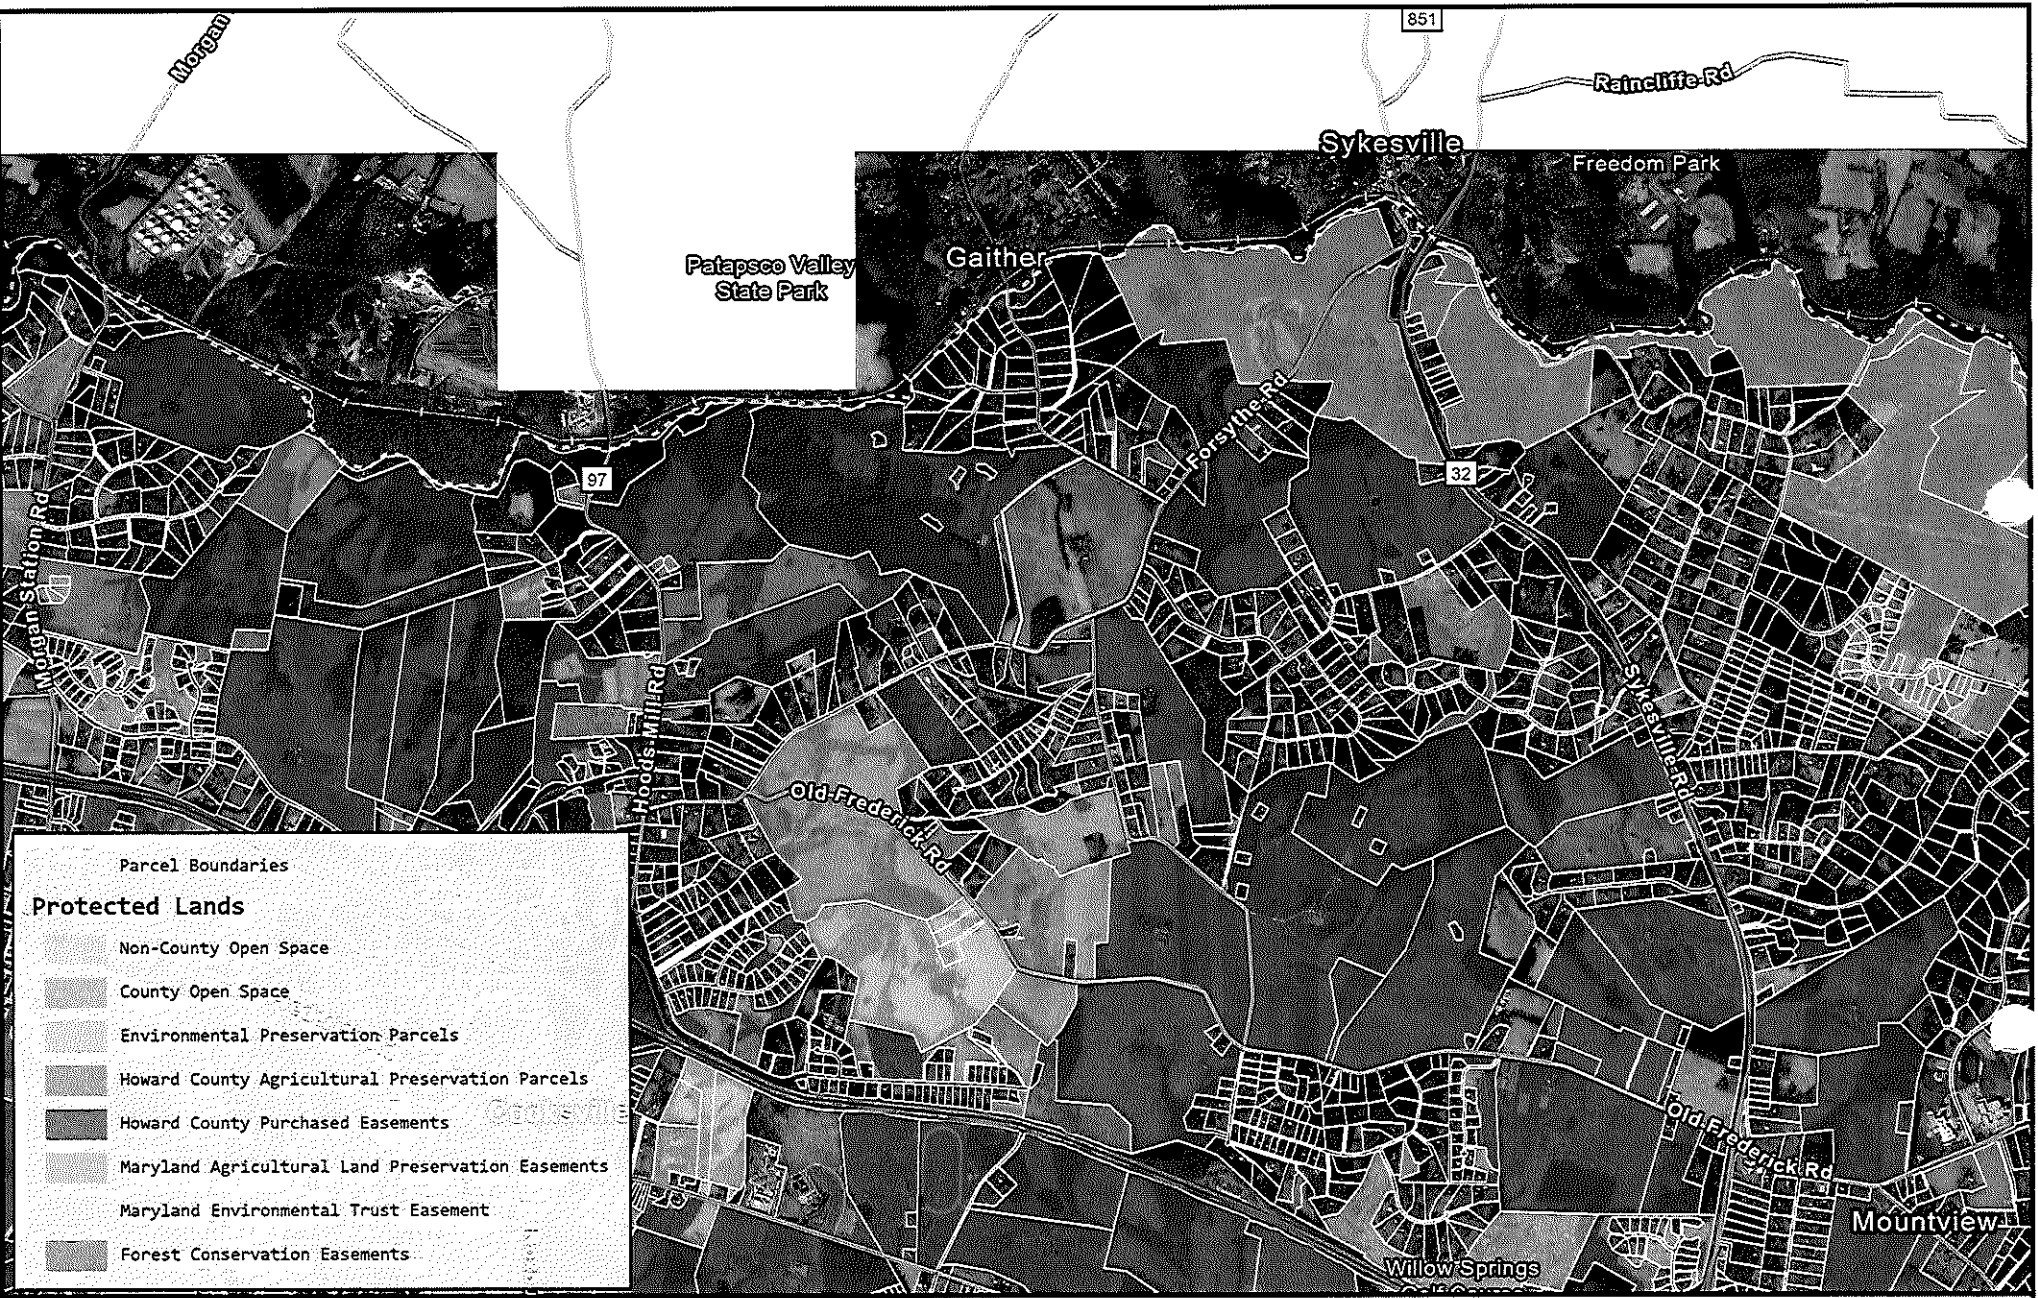 Morgan
851
Raincliffe Rd
Sykesville
Freedom Park
Gaither
Patapsco Valley
State Park
Forsythe Rd
97
32
Morgan Station Rd
Hoods Mill Rd
Sykesville Rd
Old Frederick Rd
Old Frederick Rd
Mountview
Willow Springs
Golf Course
Parcel Boundaries
Protected Lands
Non-County Open Space
County Open Space
Environmental Preservation Parcels
Howard County Agricultural Preservation Parcels
Howard County Purchased Easements
Maryland Agricultural Land Preservation Easements
Maryland Environmental Trust Easement
Forest Conservation Easements